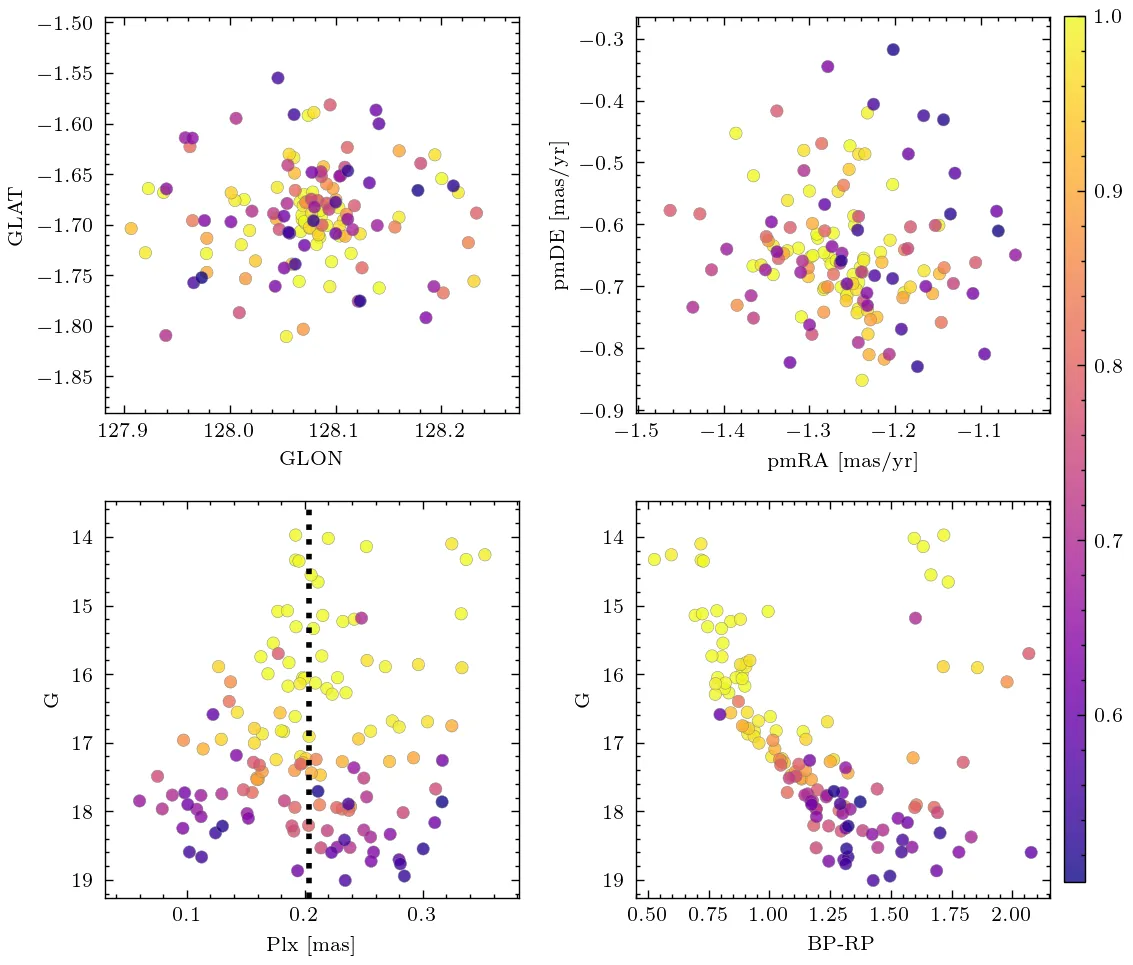 −1.50
−1.55
−1.60
−1.65
−1.70
−1.75
−1.80
−1.85
GLAT
127.9 128.0 128.1 128.2
GLON
−0.3
−0.4
−0.5
−0.6
−0.7
−0.8
−0.9
pmDE [mas/yr]
−1.5 −1.4 −1.3 −1.2 −1.1
pmRA [mas/yr]
14
15
16
17
18
19
G
0.1 0.2 0.3
Plx [mas]
14
15
16
17
18
19
G
0.50 0.75 1.00 1.25 1.50 1.75 2.00
BP-RP
1.0
0.9
0.8
0.7
0.6